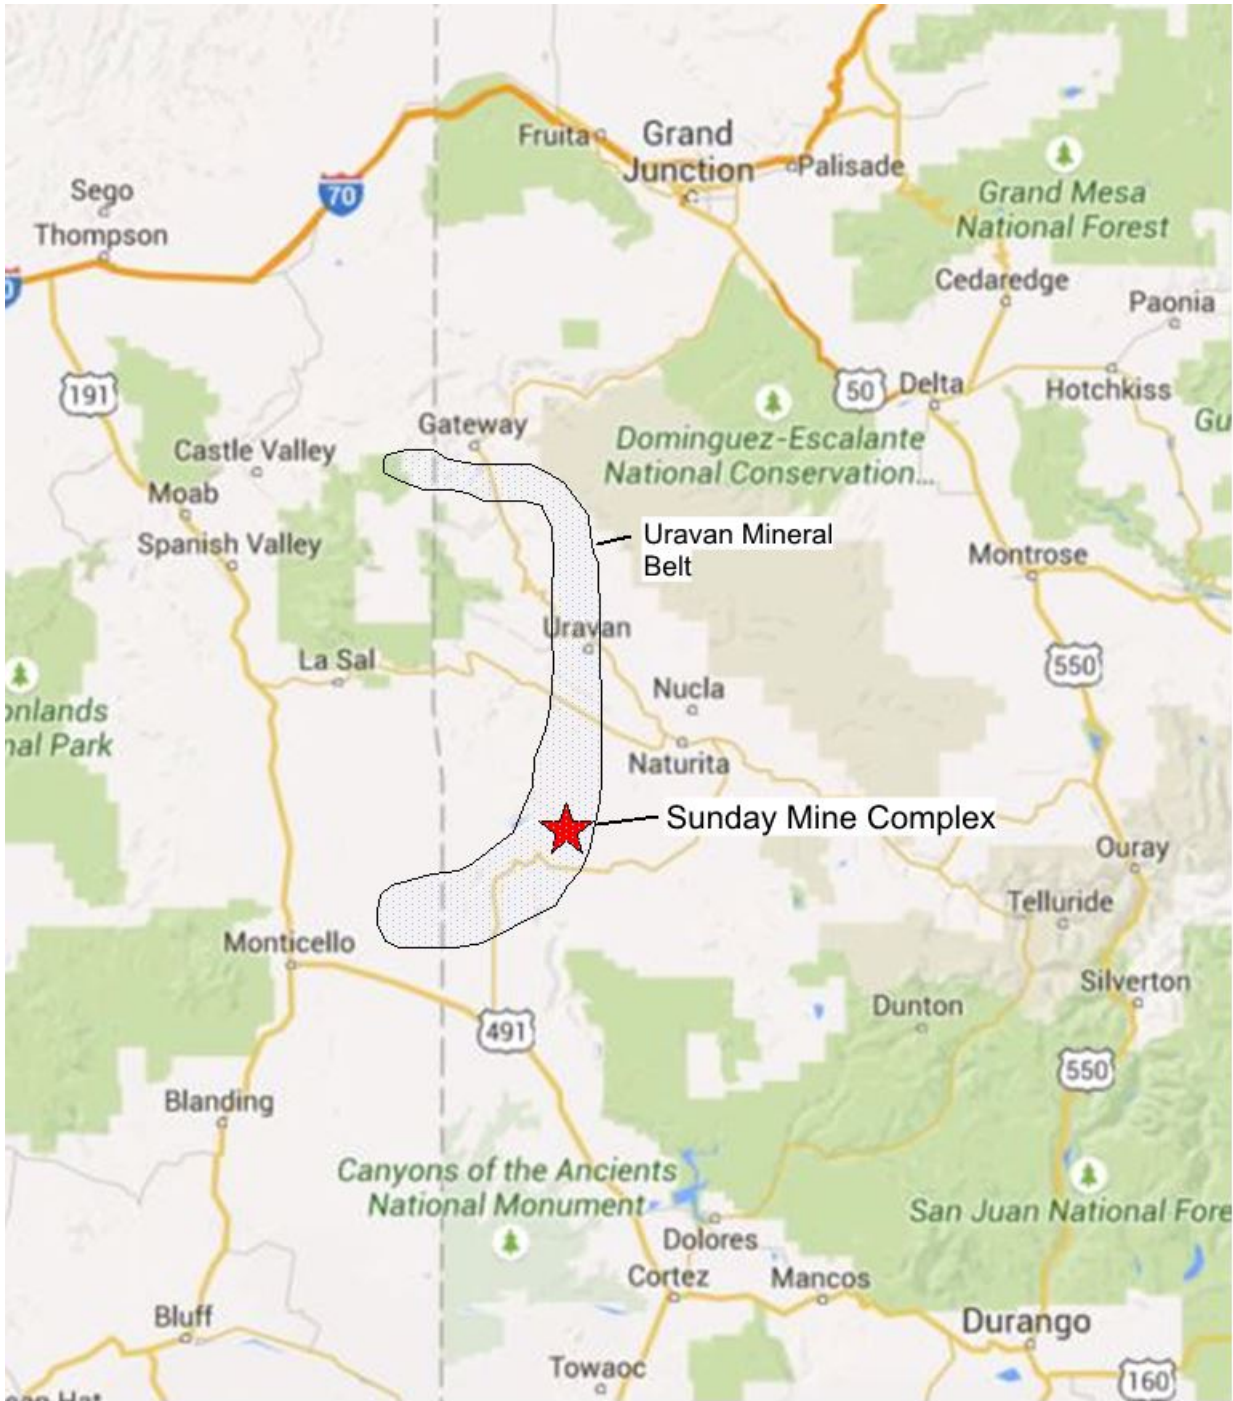 Fruita
Grand
Junction
Palisade
Sego
70
Grand Mesa
National Forest
Thompson
0
Cedaredge
Paonia
191
50
Delta
Hotchkiss
Gu
Gateway
Castle Valley
Dominguez-Escalante
National Conservation...
Moab
Uravan Mineral
Belt
Spanish Valley
Montrose
Uravan
La Sal
550
Nucla
onlands
nal Park
Naturita
Sunday Mine Complex
Ouray
Telluride
Monticello
Silverton
Dunton
491
550
Blanding
Canyons of the Ancients
National Monument
San Juan National Fore
Dolores
Cortez
Mancos
Bluff
Durango
Towaoc
160